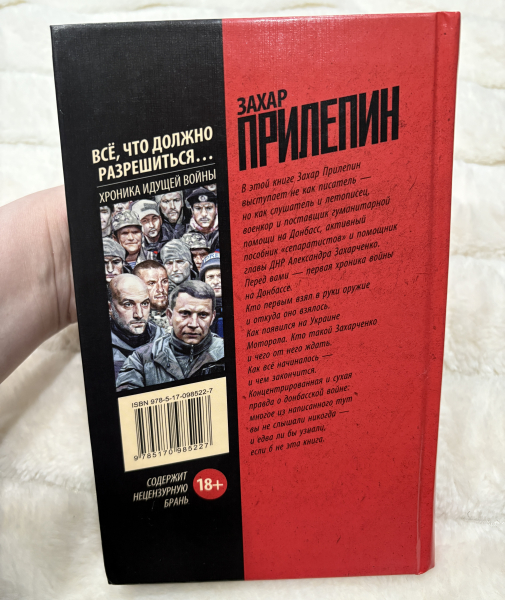 ВСЁ, ЧТО ДОЛЖНО
РАЗРЕШИТЬСЯ...
ХРОНИКА ИДУЩЕЙ ВОЙНЫ
ISBN 978-5-17-098522-7
9 785170 985227
СОДЕРЖИТ
НЕЦЕНЗУРНУЮ
БРАНЬ
18+
ЗАХАР
ПРИЛЕПИН
В этой книге Захар Прилепин
выступает не как писатель —
но как слушатель и летописец,
военкор и поставщик гуманитарной
помощи на Донбасс, активный
пособник «сепаратистов» и помощник
главы ДНР Александра Захарченко.
Перед вами — первая хроника войны
на Донбассе.
Кто первым взял в руки оружие
и откуда оно взялось.
Как появился на Украине
Моторола. Кто такой Захарченко
и чего от него ждать.
Как всё начиналось —
и чем закончится.
Концентрированная и сухая
правда о донбасской войне:
многое из написанного тут
вы не слышали никогда —
и едва ли бы узнали,
если б не эта книга.